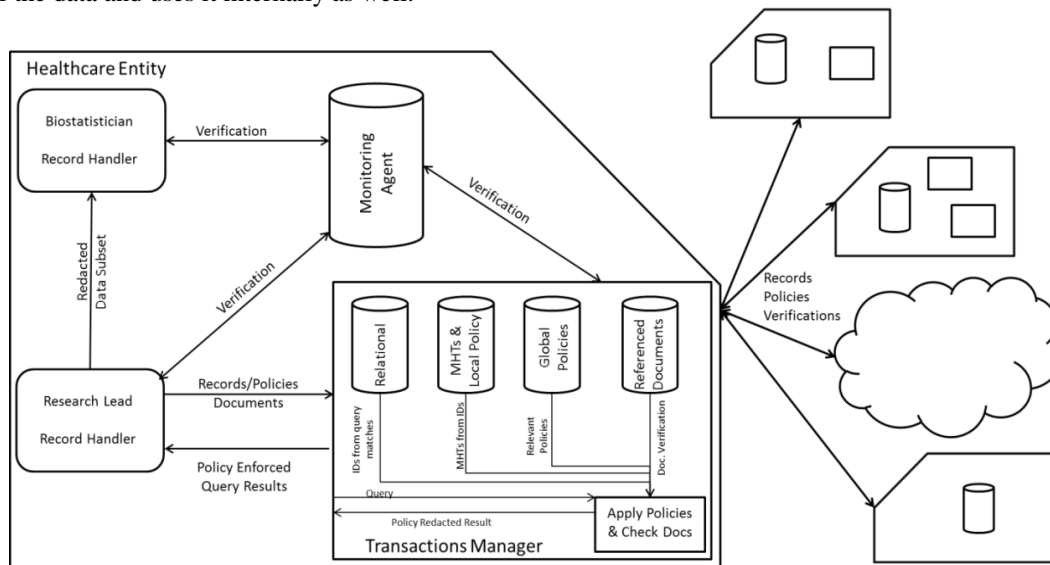 the data and uses it internally as well.
Healthcare Entity
Biostatistician
Record Handler
Verification
Monitoring
Agent
Verification
Redacted
Data Subset
Verification
Research Lead
Record Handler
Records/Policies
Documents
Policy Enforced
Query Results
Relational
MHTs &
Local Policy
Global
Policies
Referenced
Documents
IDs from query
matches
MHTs from IDs
Relevant
Policies
Doc. Verification
Query
Policy Redacted Result
Apply Policies
& Check Docs
Transactions Manager
Records
Policies
Verifications